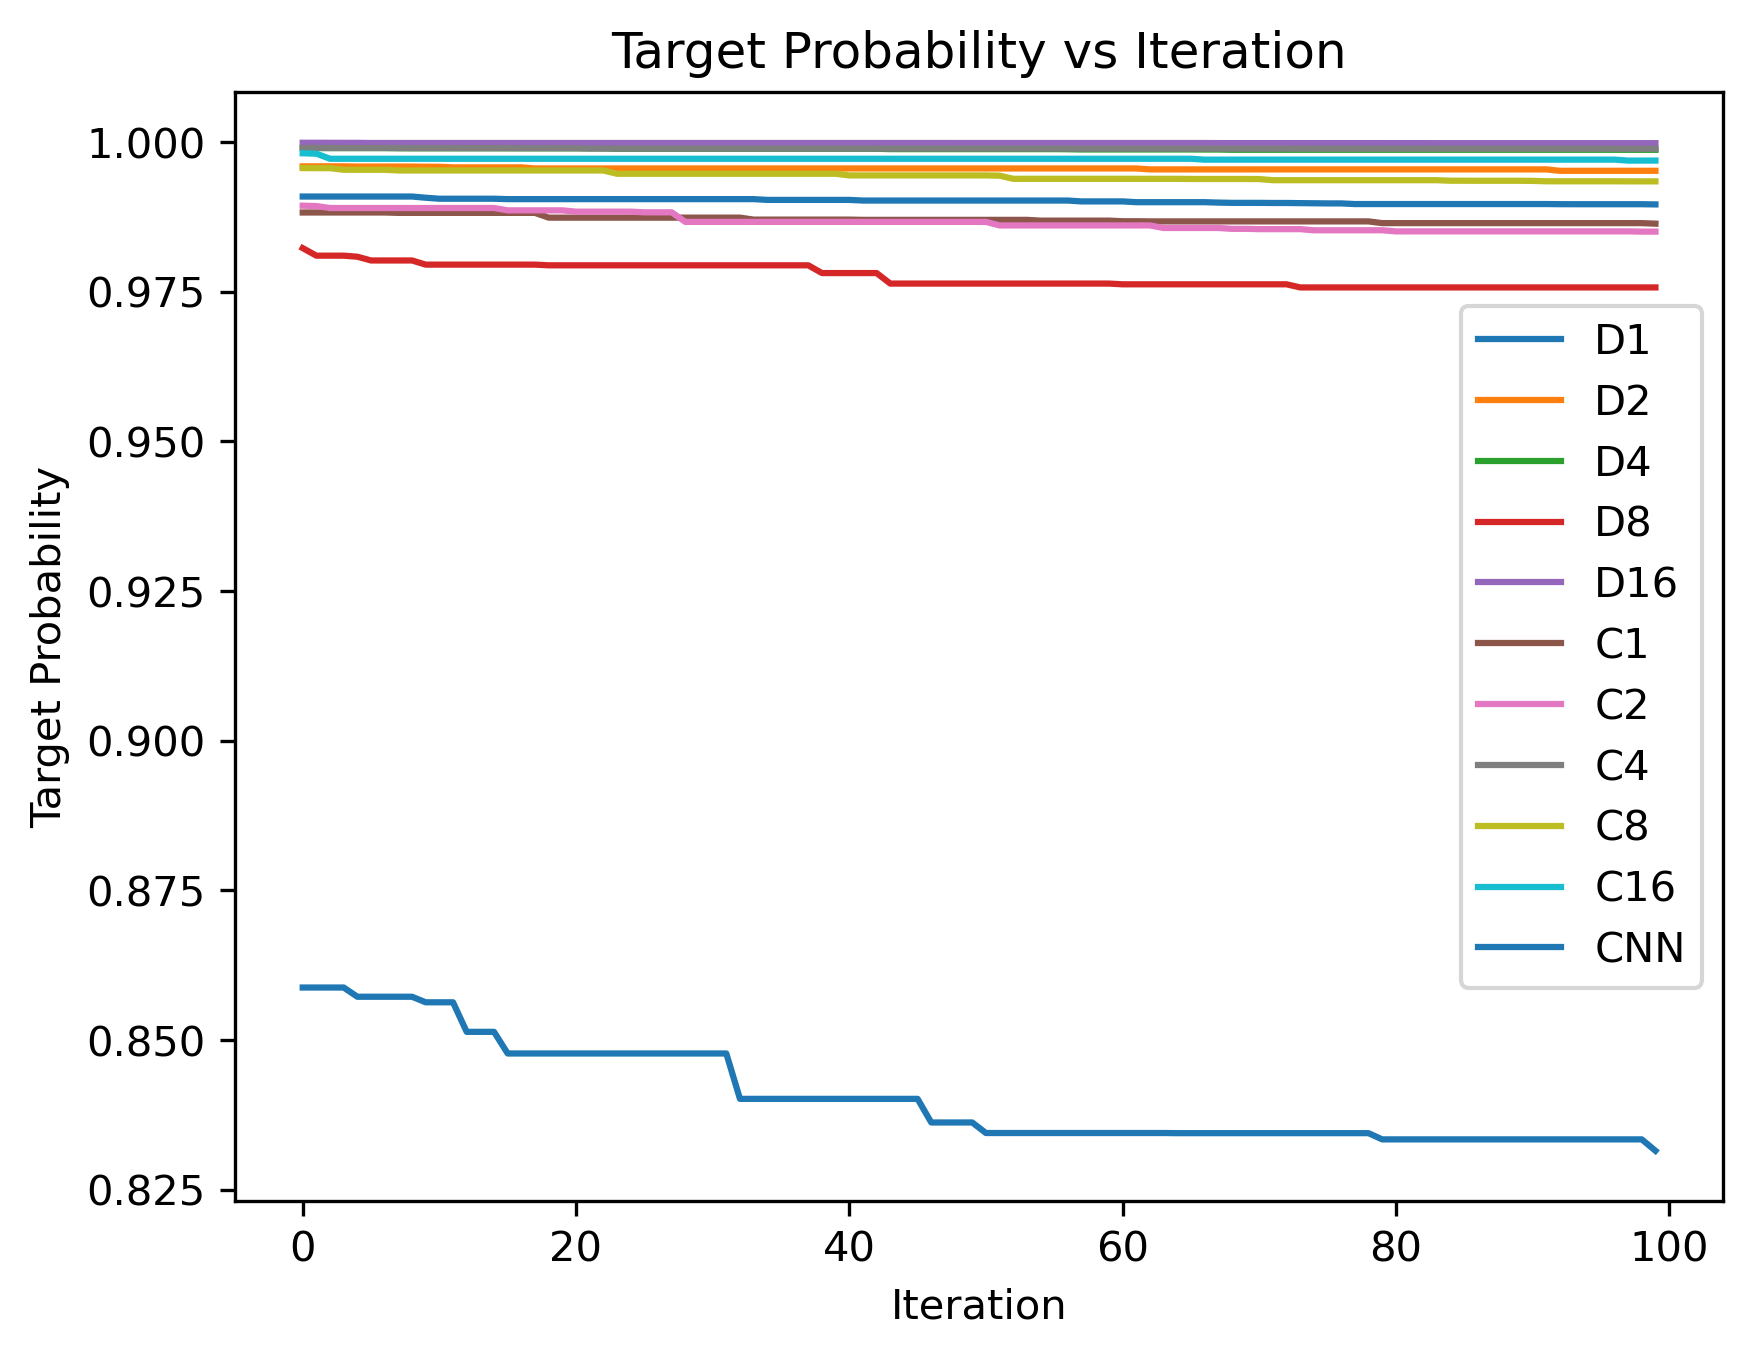 Target Probability vs Iteration
1.000
0.975
0.950
0.925
0.900
0.875
0.850
0.825
Target Probability
D1
D2
D4
D8
D16
C1
C2
C4
C8
C16
CNN
0 20 40 60 80 100
Iteration